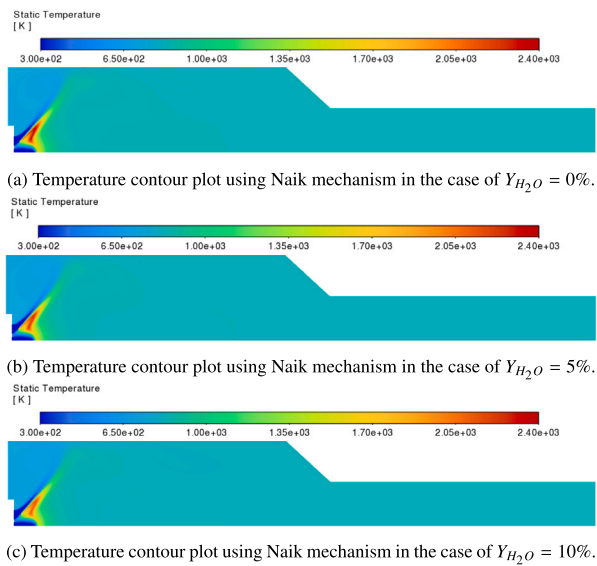 Static Temperature
[ K ]
3.00e+02 6.50e+02 1.00e+03 1.35e+03 1.70e+03 2.05e+03 2.40e+03
(a) Temperature contour plot using Naik mechanism in the case of Y_{H_2O} = 0%.
Static Temperature
[ K ]
3.00e+02 6.50e+02 1.00e+03 1.35e+03 1.70e+03 2.05e+03 2.40e+03
(b) Temperature contour plot using Naik mechanism in the case of Y_{H_2O} = 5%.
Static Temperature
[ K ]
3.00e+02 6.50e+02 1.00e+03 1.35e+03 1.70e+03 2.05e+03 2.40e+03
(c) Temperature contour plot using Naik mechanism in the case of Y_{H_2O} = 10%.